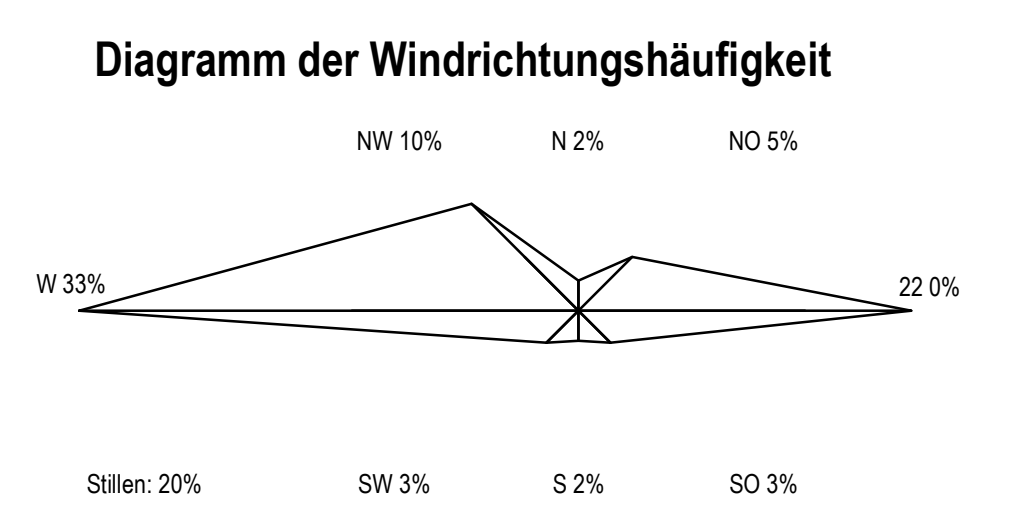 Diagramm der Windrichtungshäufigkeit
NW 10% N 2% NO 5%
W 33% 22 0%
Stillen: 20% SW 3% S 2% SO 3%